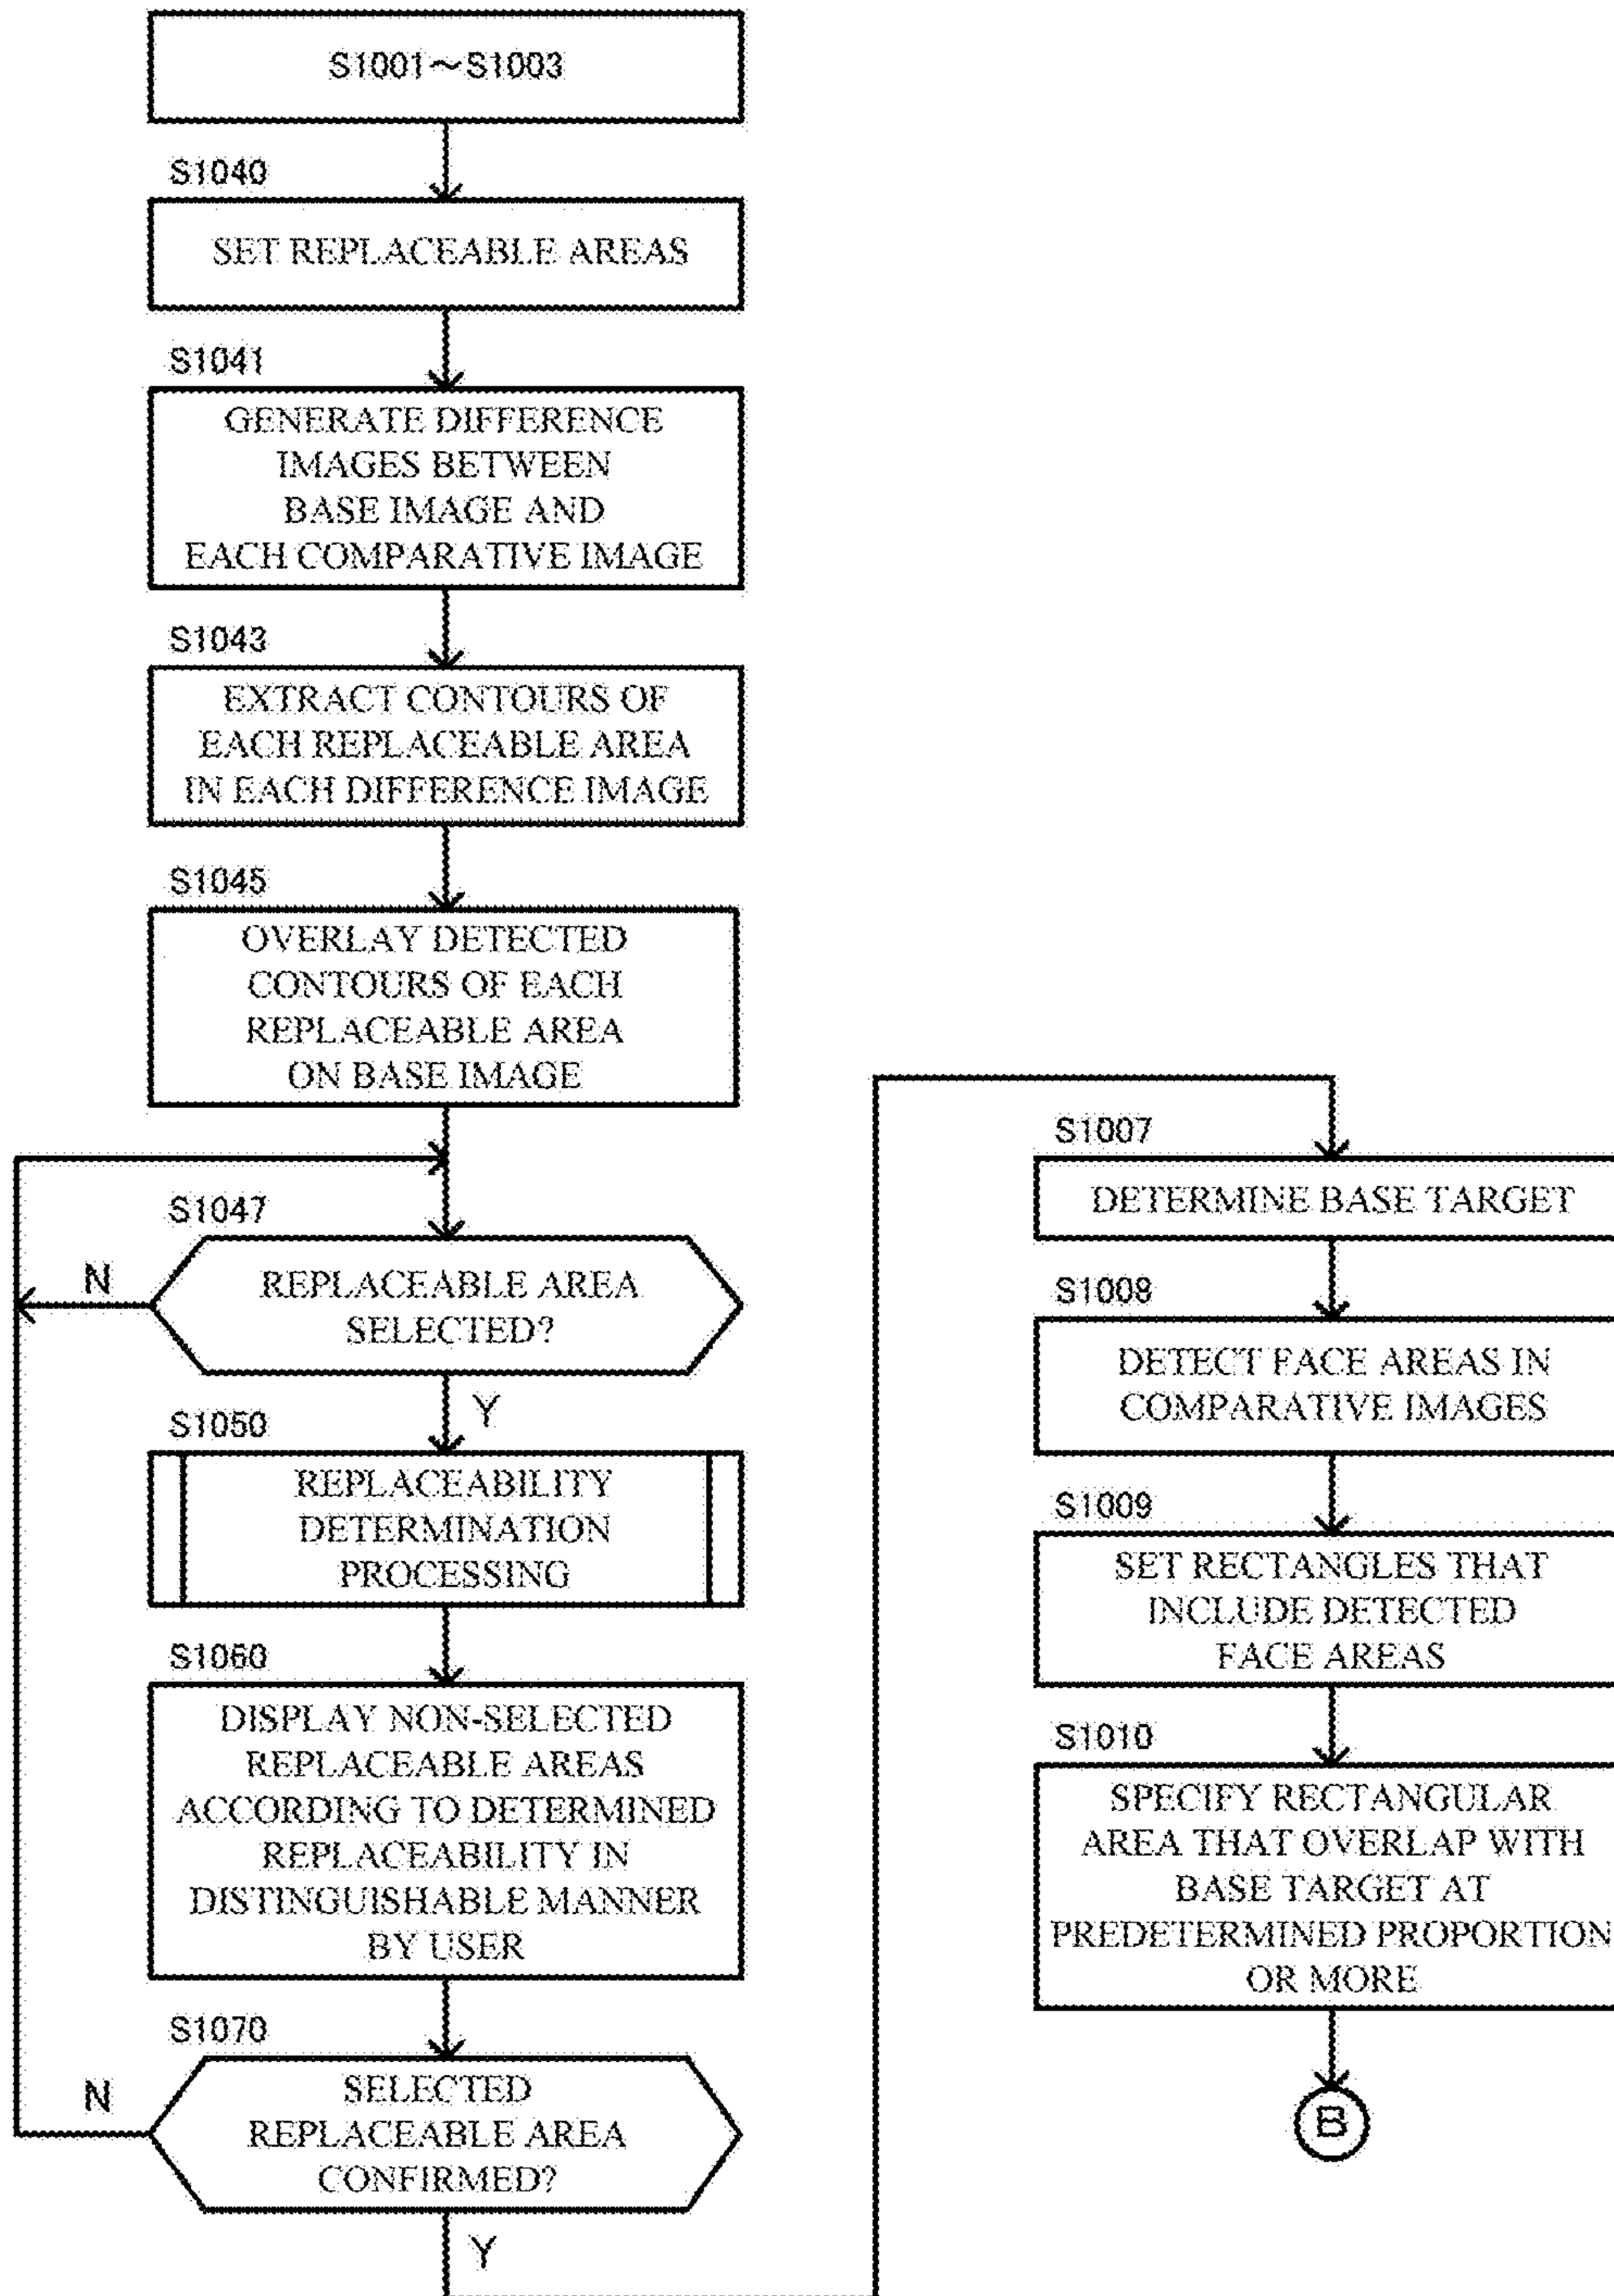 S1001~S1003
S1040
SET REPLACEABLE AREAS
S1041
GENERATE DIFFERENCE
IMAGES BETWEEN
BASE IMAGE AND
EACH COMPARATIVE IMAGE
S1043
EXTRACT CONTOURS OF
EACH REPLACEABLE AREA
IN EACH DIFFERENCE IMAGE
S1045
OVERLAY DETECTED
CONTOURS OF EACH
REPLACEABLE AREA
ON BASE IMAGE
S1047
N
REPLACEABLE AREA
SELECTED?
Y
S1050
REPLACEABILITY
DETERMINATION
PROCESSING
S1060
DISPLAY NON-SELECTED
REPLACEABLE AREAS
ACCORDING TO DETERMINED
REPLACEABILITY IN
DISTINGUISHABLE MANNER
BY USER
S1070
N
SELECTED
REPLACEABLE AREA
CONFIRMED?
Y
S1007
DETERMINE BASE TARGET
S1008
DETECT FACE AREAS IN
COMPARATIVE IMAGES
S1009
SET RECTANGLES THAT
INCLUDE DETECTED
FACE AREAS
S1010
SPECIFY RECTANGULAR
AREA THAT OVERLAP WITH
BASE TARGET AT
PREDETERMINED PROPORTION
OR MORE
B